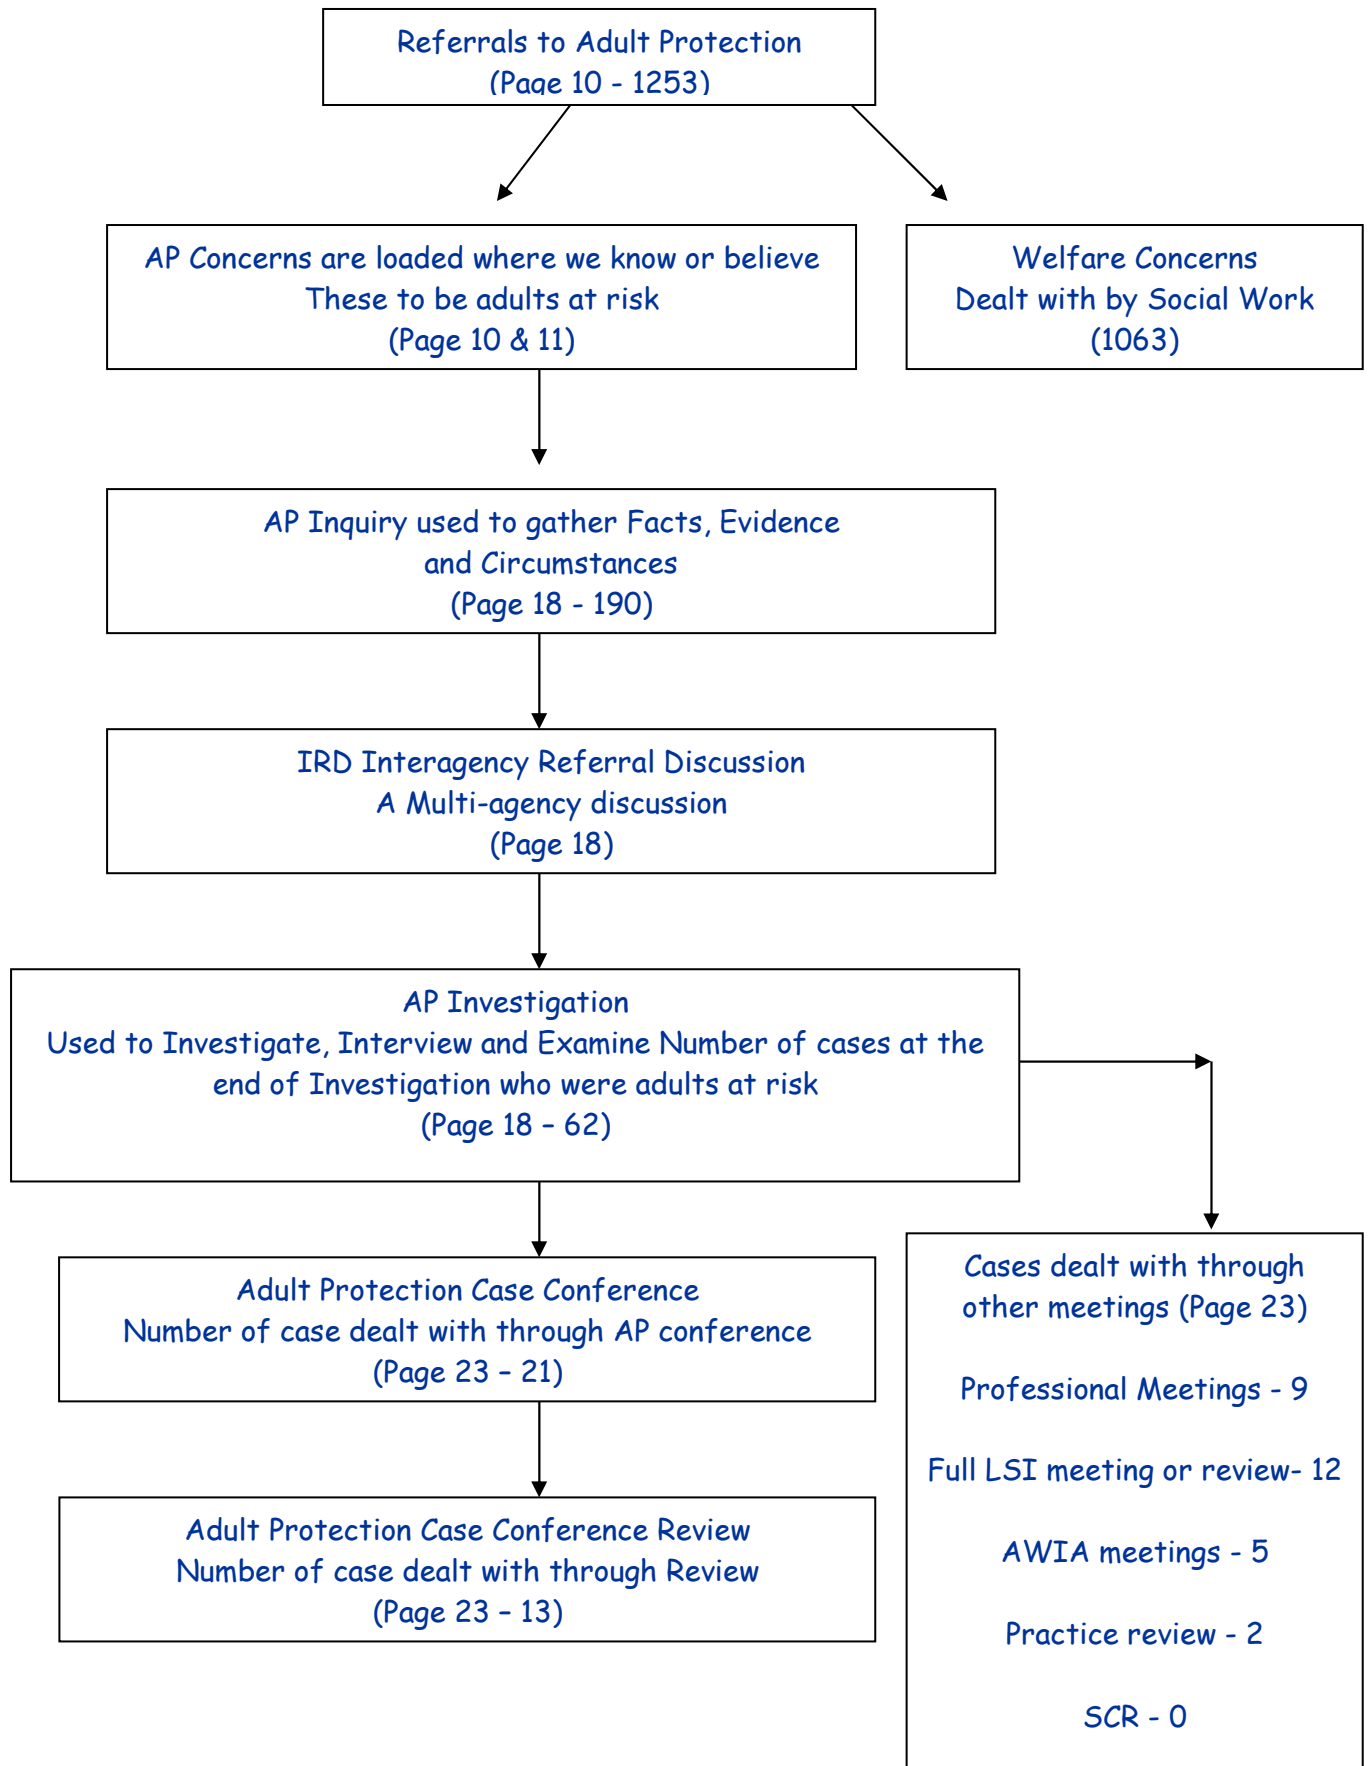 Referrals to Adult Protection
(Page 10 - 1253)
AP Concerns are loaded where we know or believe
These to be adults at risk
(Page 10 & 11)
Welfare Concerns
Dealt with by Social Work
(1063)
AP Inquiry used to gather Facts, Evidence
and Circumstances
(Page 18 - 190)
IRD Interagency Referral Discussion
A Multi-agency discussion
(Page 18)
AP Investigation
Used to Investigate, Interview and Examine Number of cases at the
end of Investigation who were adults at risk
(Page 18 – 62)
Adult Protection Case Conference
Number of case dealt with through AP conference
(Page 23 – 21)
Adult Protection Case Conference Review
Number of case dealt with through Review
(Page 23 – 13)
Cases dealt with through
other meetings (Page 23)
Professional Meetings - 9
Full LSI meeting or review- 12
AWIA meetings - 5
Practice review - 2
SCR - 0